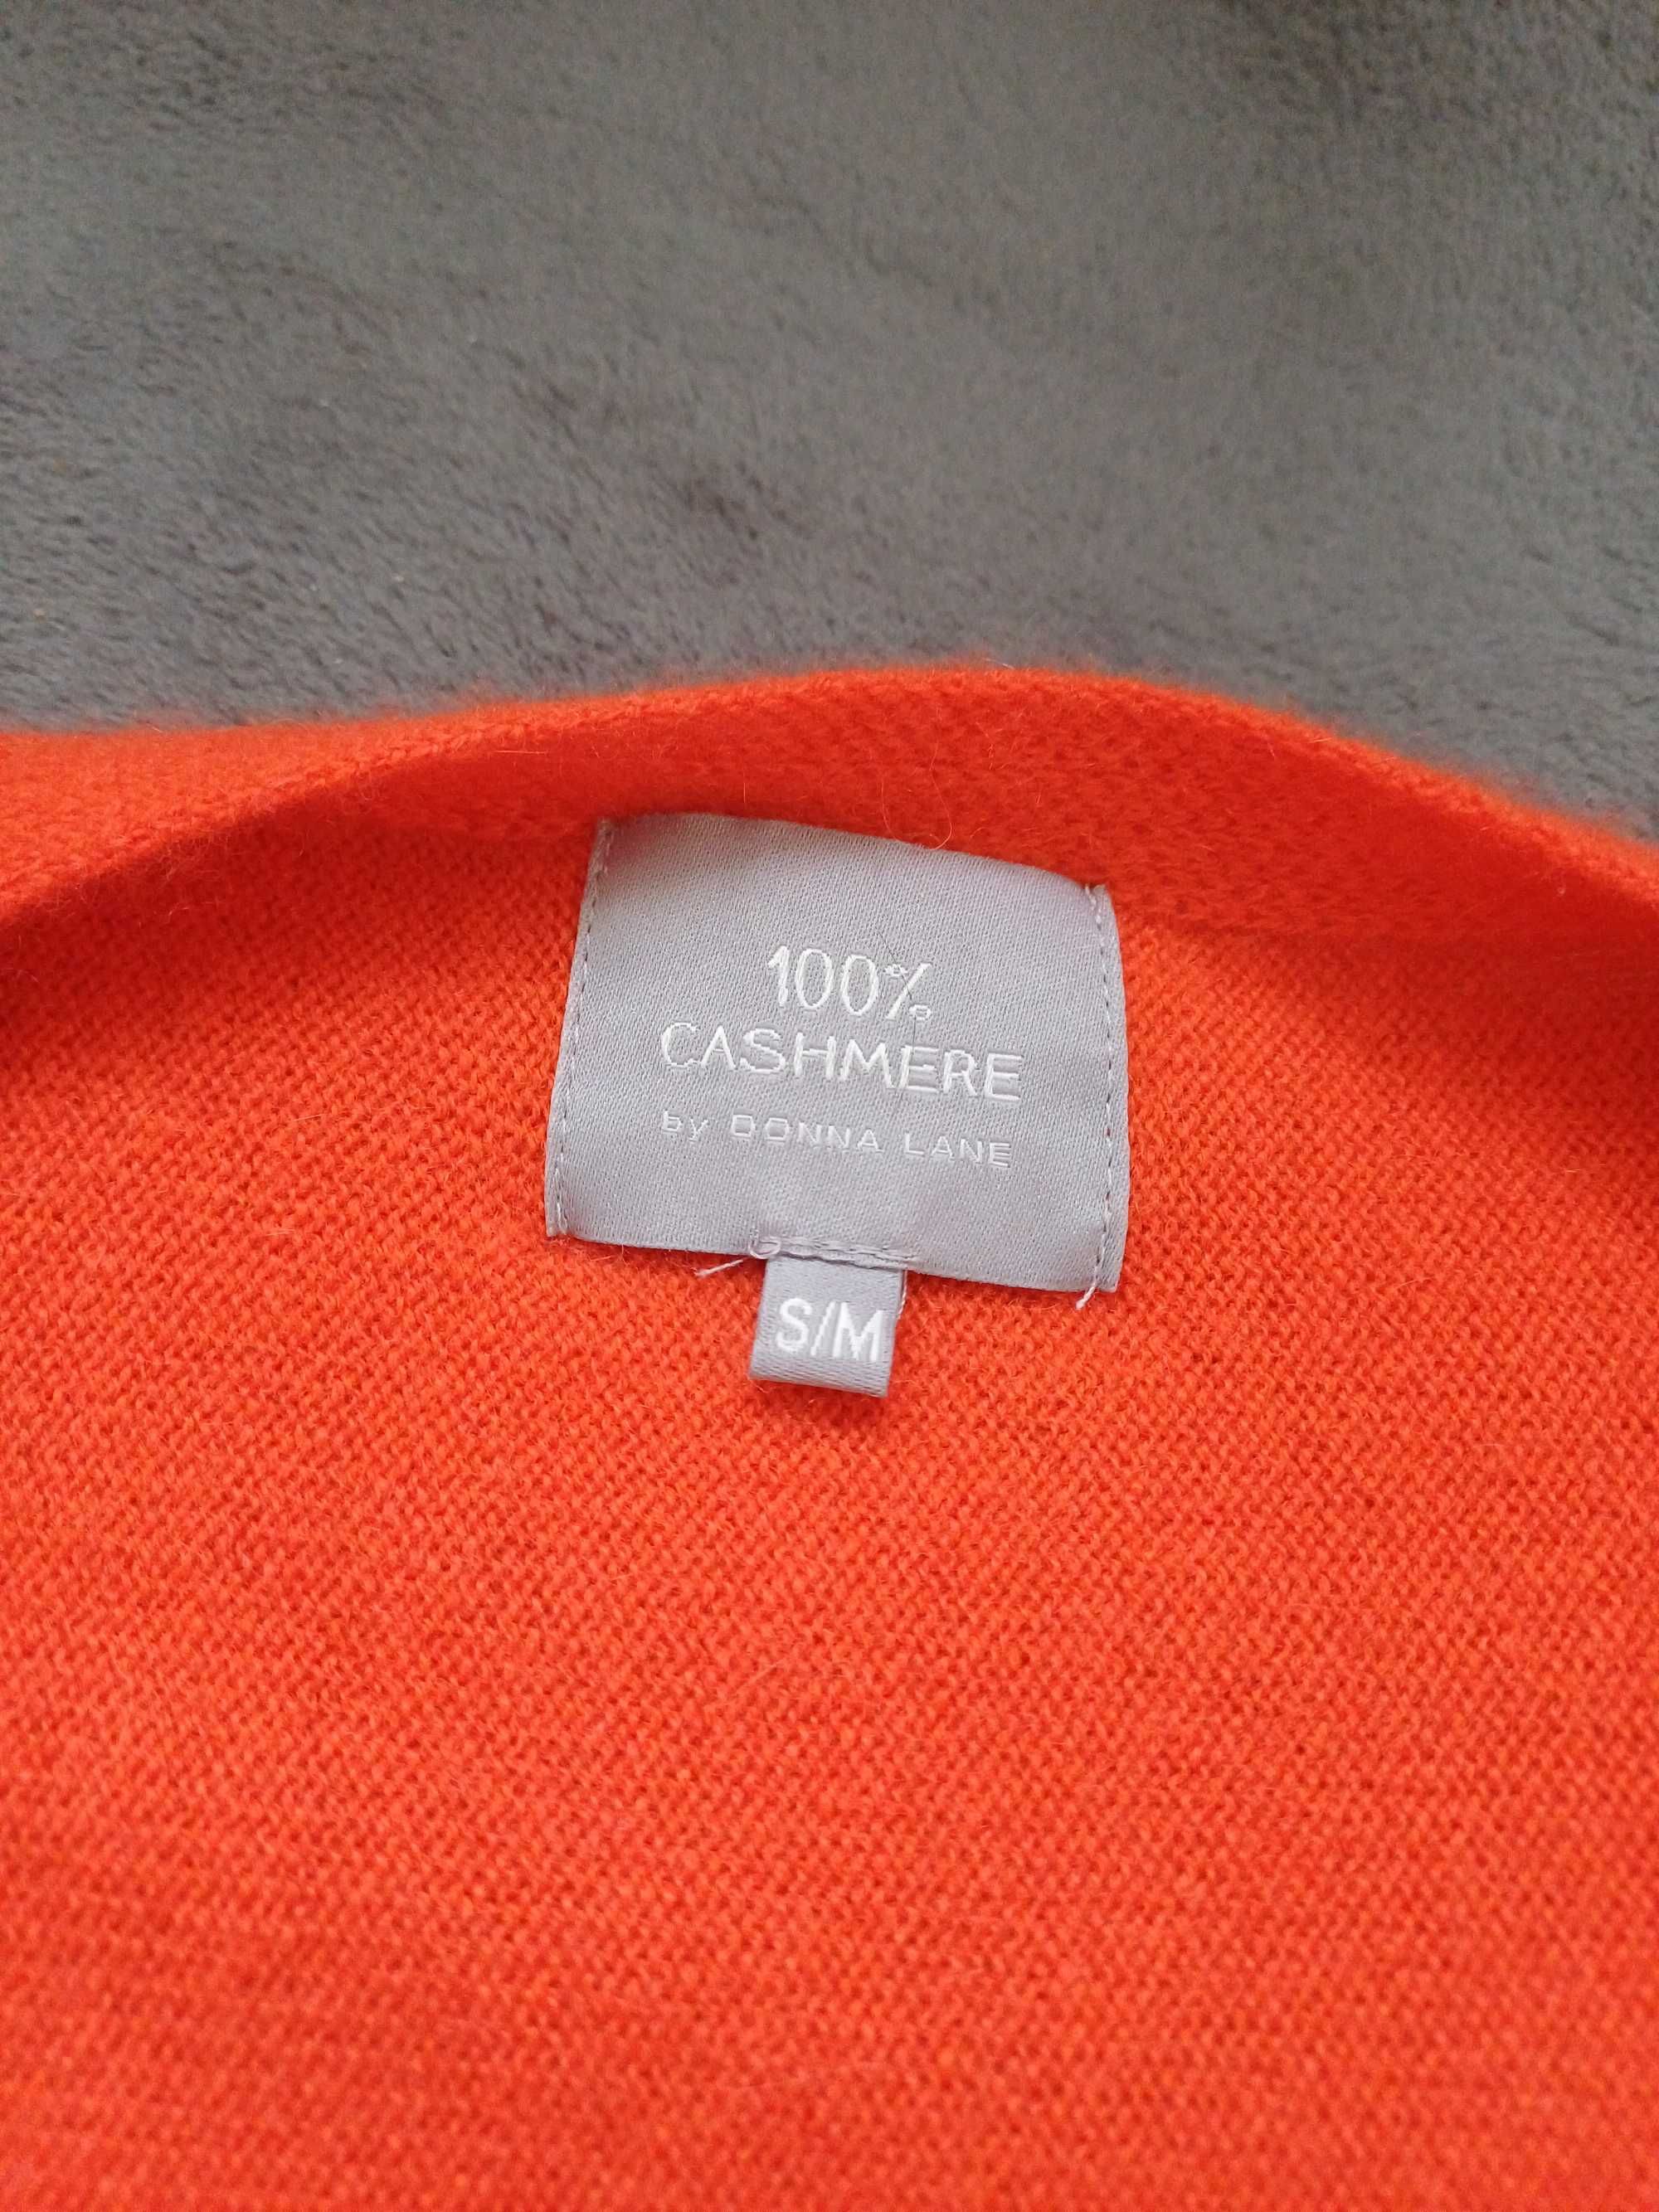 100%
CASHMERE
by DONNA LANE
S/M